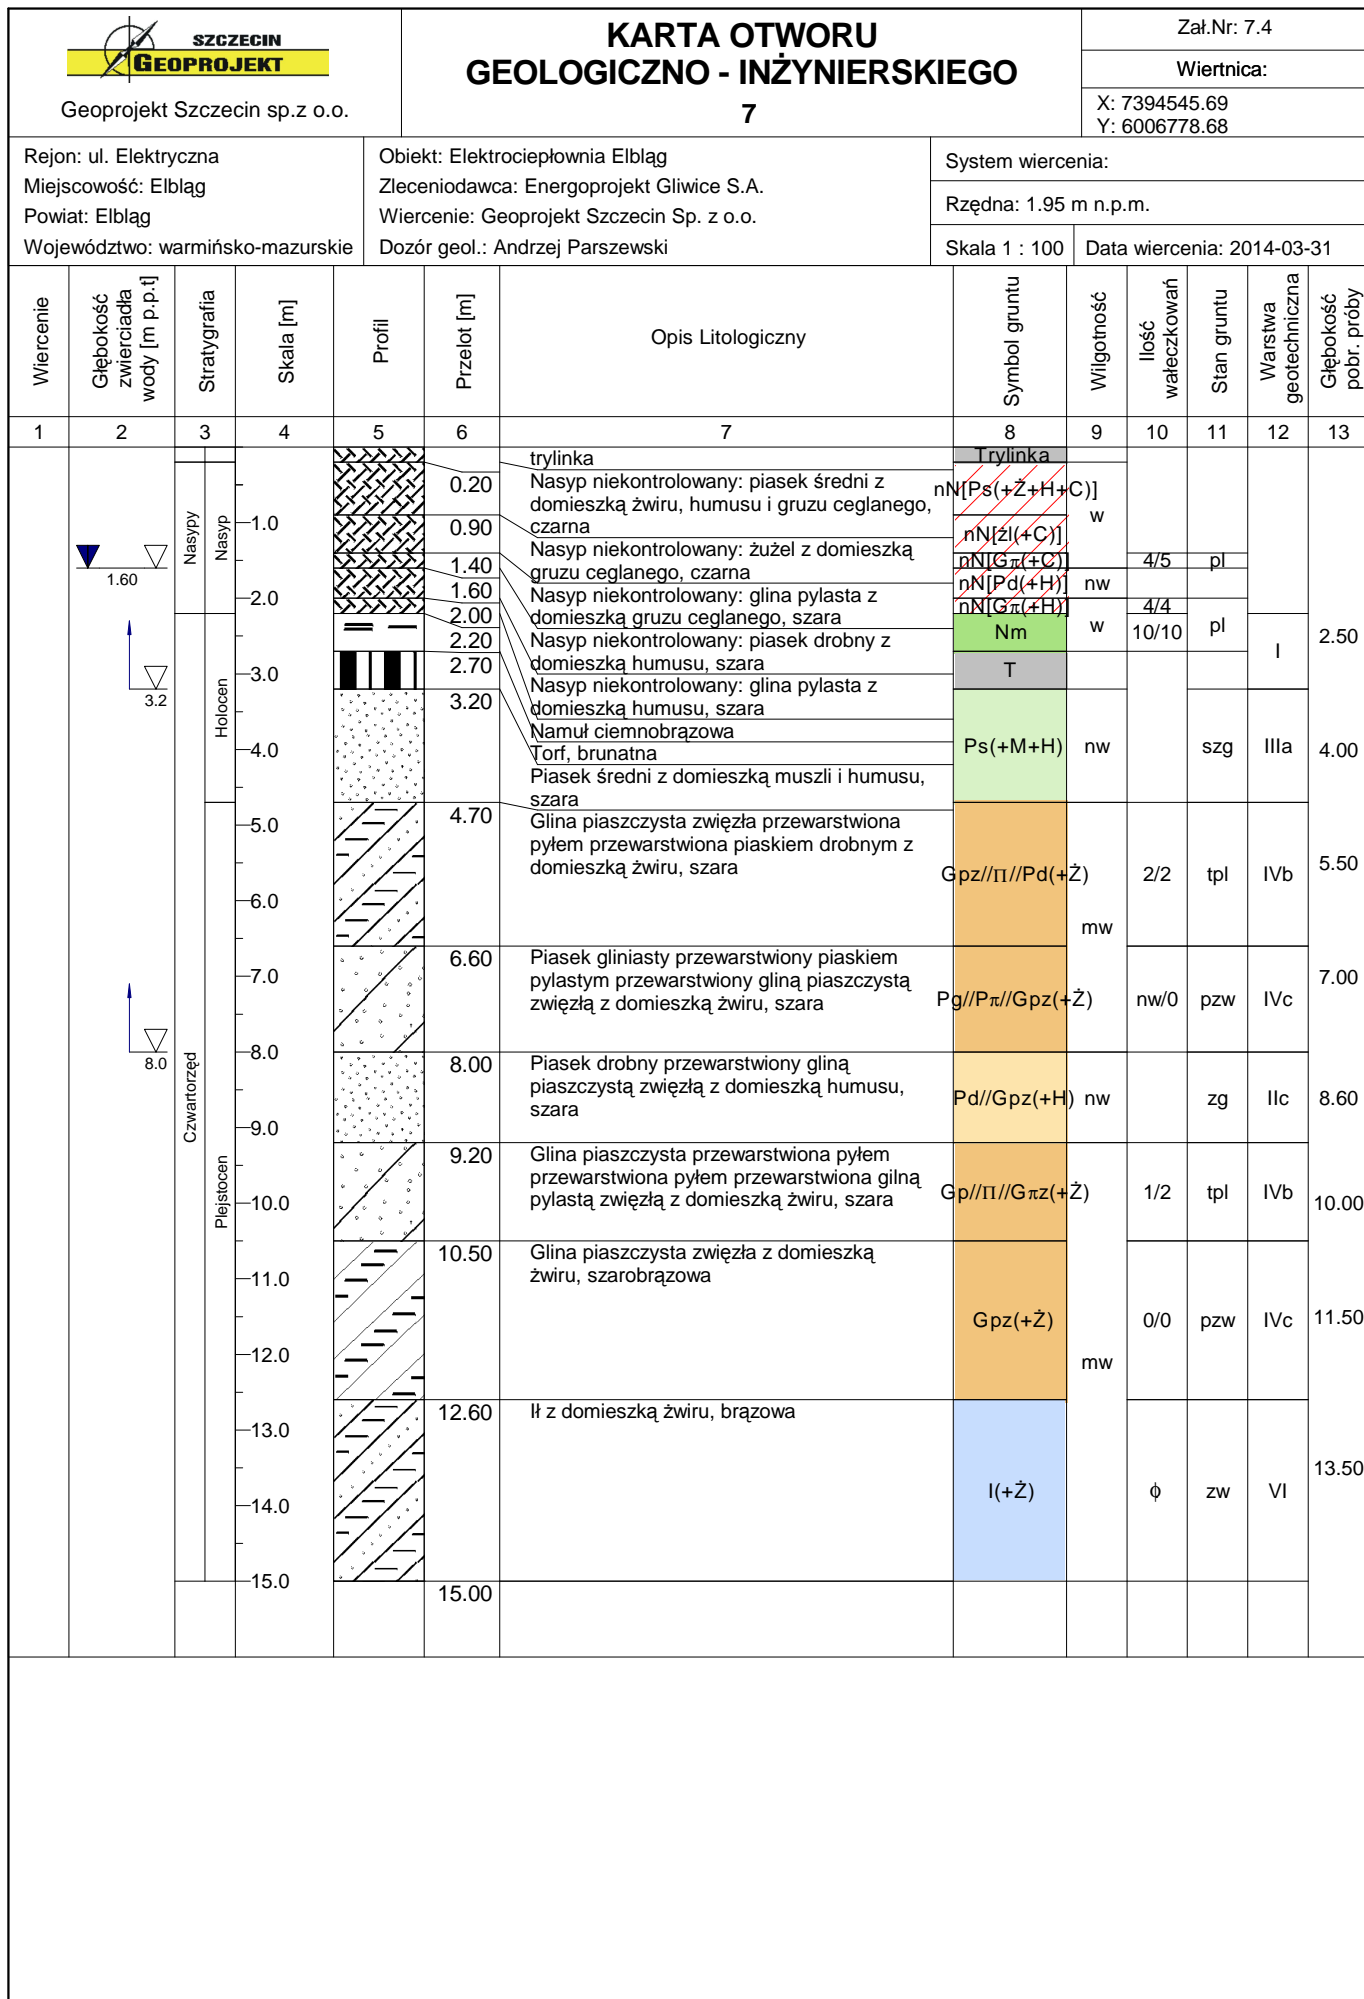 SZCZECIN
GEOPROJEKT
Geoprojekt Szczecin sp.z o.o.
KARTA OTWORU
GEOLOGICZNO - INŻYNIERSKIEGO
7
Zał.Nr: 7.4
Wiertnica:
X: 7394545.69
Y: 6006778.68
Rejon: ul. Elektryczna
Miejscowość: Elbląg
Powiat: Elbląg
Województwo: warmińsko-mazurskie
Obiekt: Elektrociepłownia Elbląg
Zleceniodawca: Energoprojekt Gliwice S.A.
Wiercenie: Geoprojekt Szczecin Sp. z o.o.
Dozór geol.: Andrzej Parszewski
System wiercenia:
Rzędna: 1.95 m n.p.m.
Skala 1 : 100
Data wiercenia: 2014-03-31
Wiercenie
Głębokość
zwierciadła
wody [m p.p.t]
Stratygrafia
Skala [m]
Profil
Przelot [m]
Opis Litologiczny
Symbol gruntu
Wilgotność
Ilość
wałeczkowań
Stan gruntu
Warstwa
geotechniczna
Głębokość
pobr. próby
1 2 3 4 5 6 7 8 9 10 11 12 13
1.60
3.2
8.0
Nasypy
Czwartorzęd
Nasyp
Holocen
Plejstocen
1.0
2.0
3.0
4.0
5.0
6.0
7.0
8.0
9.0
10.0
11.0
12.0
13.0
14.0
15.0
0.20
0.90
1.40
1.60
2.00
2.20
2.70
3.20
4.70
6.60
8.00
9.20
10.50
12.60
15.00
trylinka
Nasyp niekontrolowany: piasek średni z
domieszką żwiru, humusu i gruzu ceglanego,
czarna
Nasyp niekontrolowany: żużel z domieszką
gruzu ceglanego, czarna
Nasyp niekontrolowany: glina pylasta z
domieszką gruzu ceglanego, szara
Nasyp niekontrolowany: piasek drobny z
domieszką humusu, szara
Nasyp niekontrolowany: glina pylasta z
domieszką humusu, szara
Namuł ciemnobrązowa
Torf, brunatna
Piasek średni z domieszką muszli i humusu,
szara
Glina piaszczysta zwięzła przewarstwiona
pyłem przewarstwiona piaskiem drobnym z
domieszką żwiru, szara
Piasek gliniasty przewarstwiony piaskiem
pylastym przewarstwiony gliną piaszczystą
zwięzłą z domieszką żwiru, szara
Piasek drobny przewarstwiony gliną
piaszczystą zwięzłą z domieszką humusu,
szara
Glina piaszczysta przewarstwiona pyłem
przewarstwiona pyłem przewarstwiona gilną
pylastą zwięzłą z domieszką żwiru, szara
Glina piaszczysta zwięzła z domieszką
żwiru, szarobrązowa
Ił z domieszką żwiru, brązowa
Trylinka
nN[Ps(+Ż+H+C)]
nN[żl(+C)]
nN[Gπ(+C)]
nN[Pd(+H)]
nN[Gπ(+H)]
Nm
T
Ps(+M+H)
Gpz//Π//Pd(+Ż)
Pg//Pπ//Gpz(+Ż)
Pd//Gpz(+H)
Gp//Π//Gπz(+Ż)
Gpz(+Ż)
I(+Ż)
w
nw
w
nw
mw
nw
mw
4/5
4/4
10/10
2/2
nw/0
1/2
0/0
ϕ
pl
pl
szg
tpl
pzw
zg
tpl
pzw
zw
I
IIIa
IVb
IVc
IIc
IVb
IVc
VI
2.50
4.00
5.50
7.00
8.60
10.00
11.50
13.50